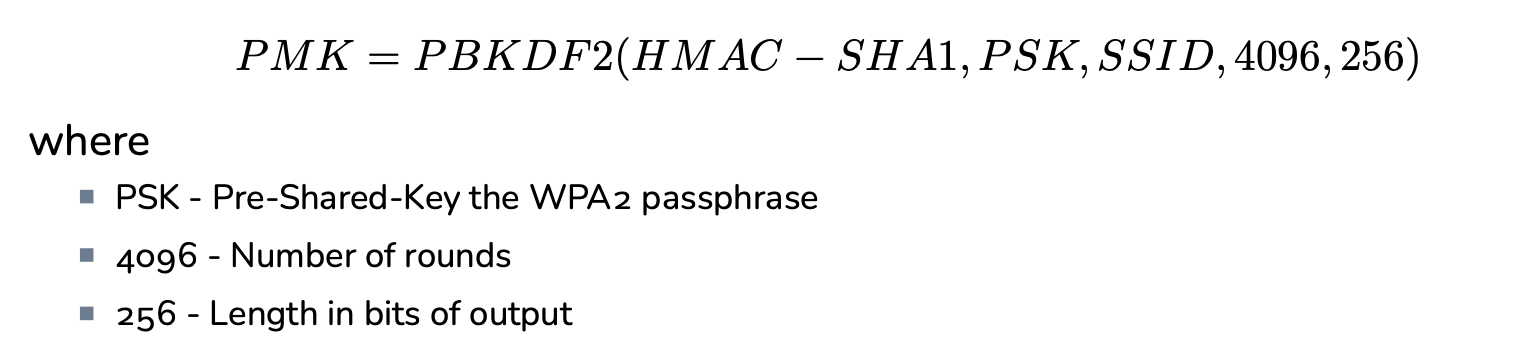 PMK = PBKDF2(HMAC − SHA1, PSK, SSID, 4096, 256)
where
▪ PSK - Pre-Shared-Key the WPA2 passphrase
▪ 4096 - Number of rounds
▪ 256 - Length in bits of output